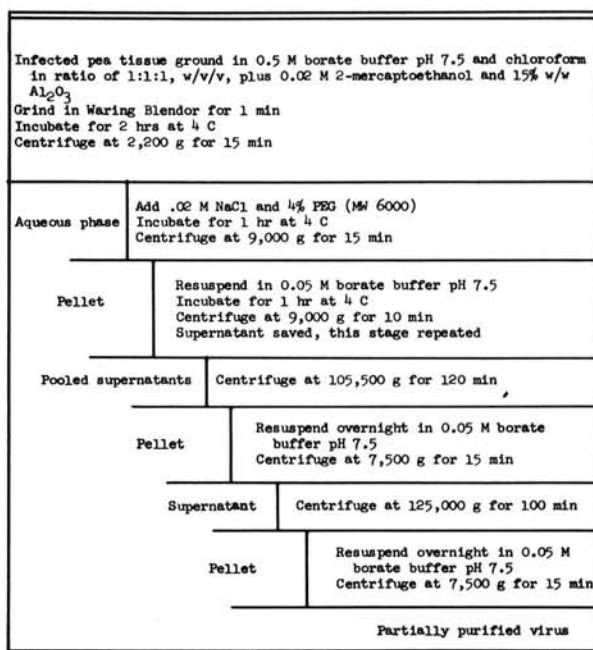 Infected pea tissue ground in 0.5 M borate buffer pH 7.5 and chloroform
in ratio of 1:1:1, w/v/v, plus 0.02 M 2-mercaptoethanol and 15% w/w
Al₂O₃
Grind in Waring Blendor for 1 min
Incubate for 2 hrs at 4 C
Centrifuge at 2,200 g for 15 min
Aqueous phase
Add .02 M NaCl and 4% PEG (MW 6000)
Incubate for 1 hr at 4 C
Centrifuge at 9,000 g for 15 min
Pellet
Resuspend in 0.05 M borate buffer pH 7.5
Incubate for 1 hr at 4 C
Centrifuge at 9,000 g for 10 min
Supernatant saved, this stage repeated
Pooled supernatants
Centrifuge at 105,500 g for 120 min
Pellet
Resuspend overnight in 0.05 M borate
buffer pH 7.5
Centrifuge at 7,500 g for 15 min
Supernatant
Centrifuge at 125,000 g for 100 min
Pellet
Resuspend overnight in 0.05 M
borate buffer pH 7.5
Centrifuge at 7,500 g for 15 min
Partially purified virus